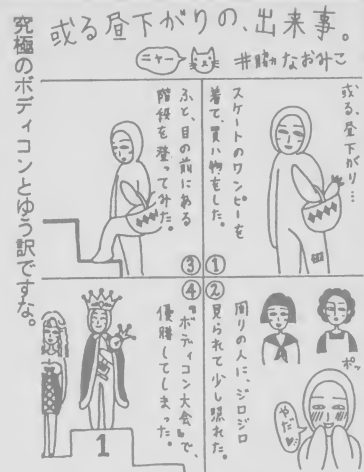 或る昼下がりの、出来事。
ニャー
なおみこ
究極のボディコンとゆう訳ですな。
或る、昼下がり…
スケートのワンピーを
着て、買い物をした。
①
周りの人に、ジロジロ
見られて少し照れた。
ポッ
やだ
②
ふと、目の前にある
階段を登ってみた。
③
『ボディコン大会』で、
優勝してしまった。
1
④